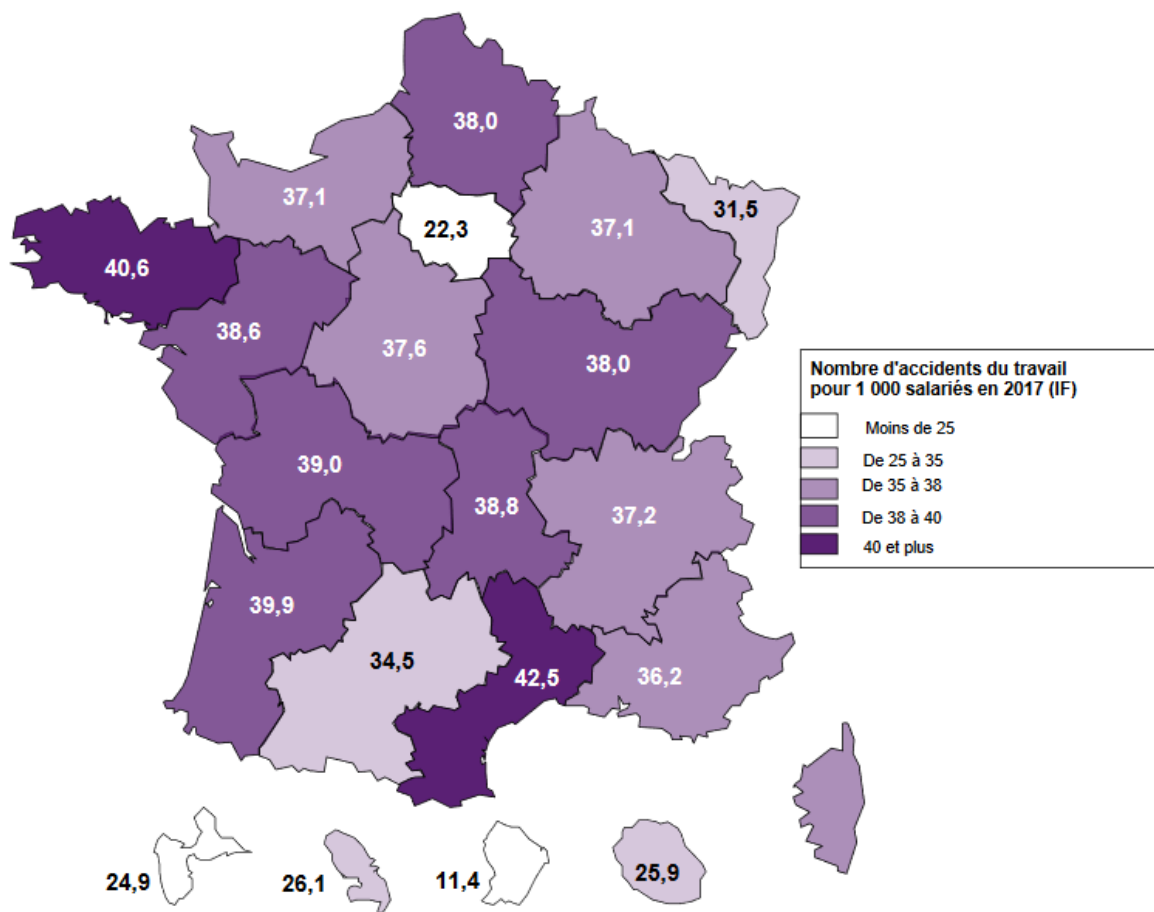 38,0
37,1
22,3
37,1
31,5
40,6
38,6
37,6
38,0
Nombre d'accidents du travail
pour 1 000 salariés en 2017 (IF)
Moins de 25
De 25 à 35
De 35 à 38
De 38 à 40
40 et plus
39,0
38,8
37,2
39,9
34,5
42,5
36,2
24,9
26,1
11,4
25,9